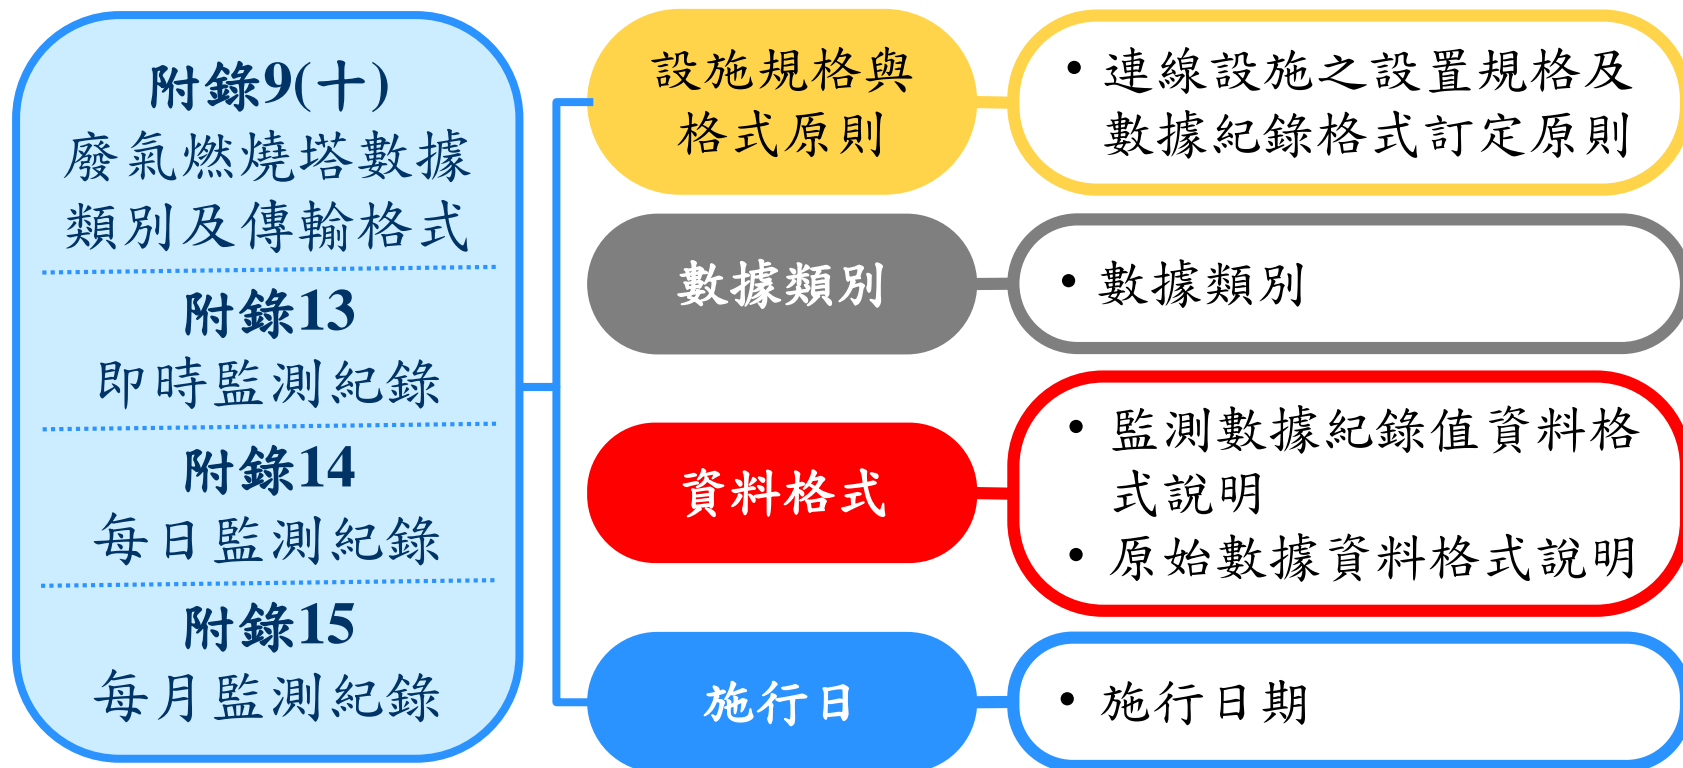 附錄9(十)
廢氣燃燒塔數據
類別及傳輸格式
附錄13
即時監測紀錄
附錄14
每日監測紀錄
附錄15
每月監測紀錄
設施規格與
格式原則
• 連線設施之設置規格及
數據紀錄格式訂定原則
數據類別
• 數據類別
資料格式
• 監測數據紀錄值資料格
式說明
• 原始數據資料格式說明
施行日
• 施行日期